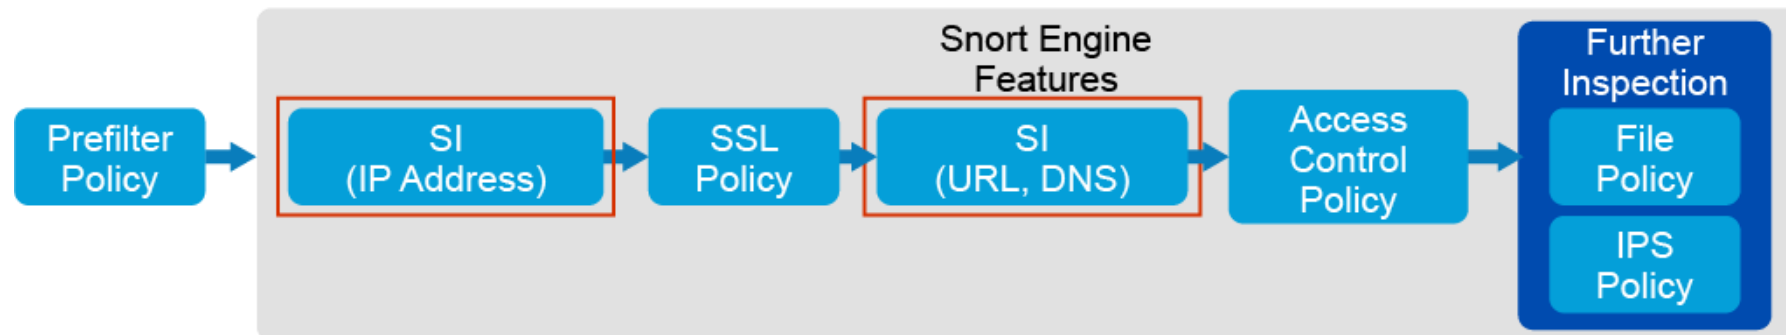 Prefilter
Policy
SI
(IP Address)
SSL
Policy
Snort Engine
Features
SI
(URL, DNS)
Access
Control
Policy
Further
Inspection
File
Policy
IPS
Policy